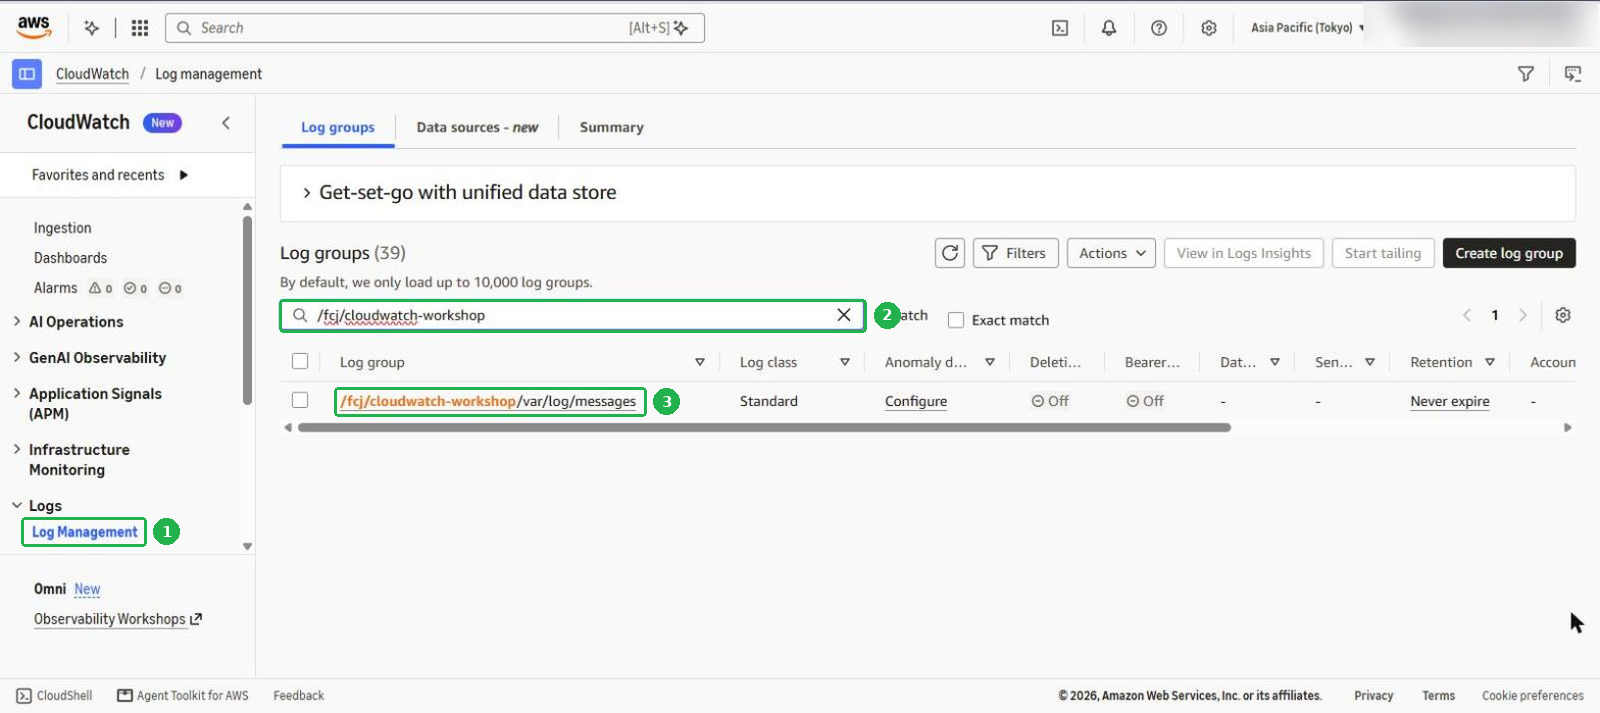 aws
Search [Alt+S]
Asia Pacific (Tokyo)
CloudWatch / Log management
CloudWatch New
Favorites and recents
Ingestion
Dashboards
Alarms 0 0 0
AI Operations
GenAI Observability
Application Signals
(APM)
Infrastructure
Monitoring
Logs
Log Management 1
Omni New
Observability Workshops
Log groups Data sources - new Summary
Get-set-go with unified data store
Log groups (39)
Filters Actions View in Logs Insights Start tailing Create log group
By default, we only load up to 10,000 log groups.
/fcj/cloudwatch-workshop 2 atch Exact match 1
Log group Log class Anomaly d... Deleti... Bearer... Dat... Sen... Retention Accoun
/fcj/cloudwatch-workshop/var/log/messages 3 Standard Configure Off Off - - Never expire -
CloudShell Agent Toolkit for AWS Feedback © 2026, Amazon Web Services, Inc. or its affiliates. Privacy Terms Cookie preferences